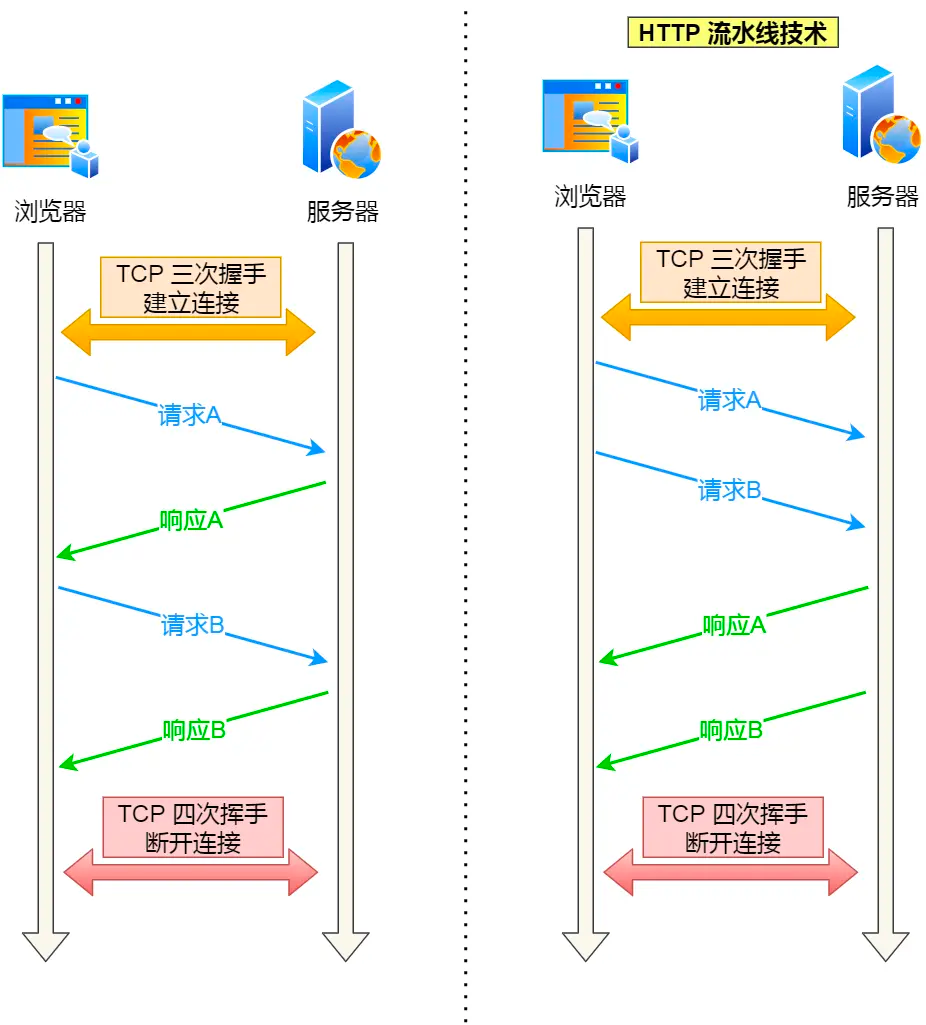 浏览器
服务器
TCP 三次握手
建立连接
请求A
响应A
请求B
响应B
TCP 四次挥手
断开连接
HTTP 流水线技术
浏览器
服务器
TCP 三次握手
建立连接
请求A
请求B
响应A
响应B
TCP 四次挥手
断开连接